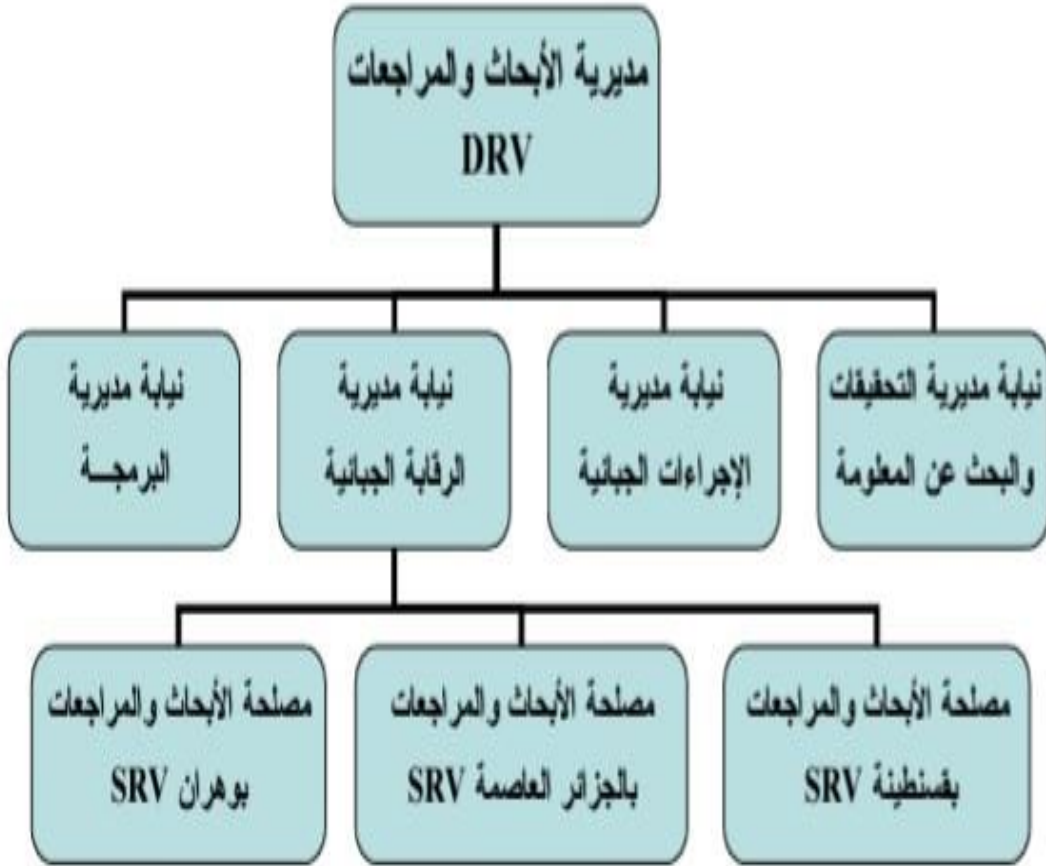 مديرية الأبحاث والمراجعات
DRV
نيابة مديرية التحقيقات
والبحث عن المعلومة
نيابة مديرية
الإجراءات الجبائية
نيابة مديرية
الرقابة الجبائية
نيابة مديرية
البرمجـــة
مصلحة الأبحاث والمراجعات
بقسنطينة SRV
مصلحة الأبحاث والمراجعات
بالجزائر العاصمة SRV
مصلحة الأبحاث والمراجعات
بوهران SRV